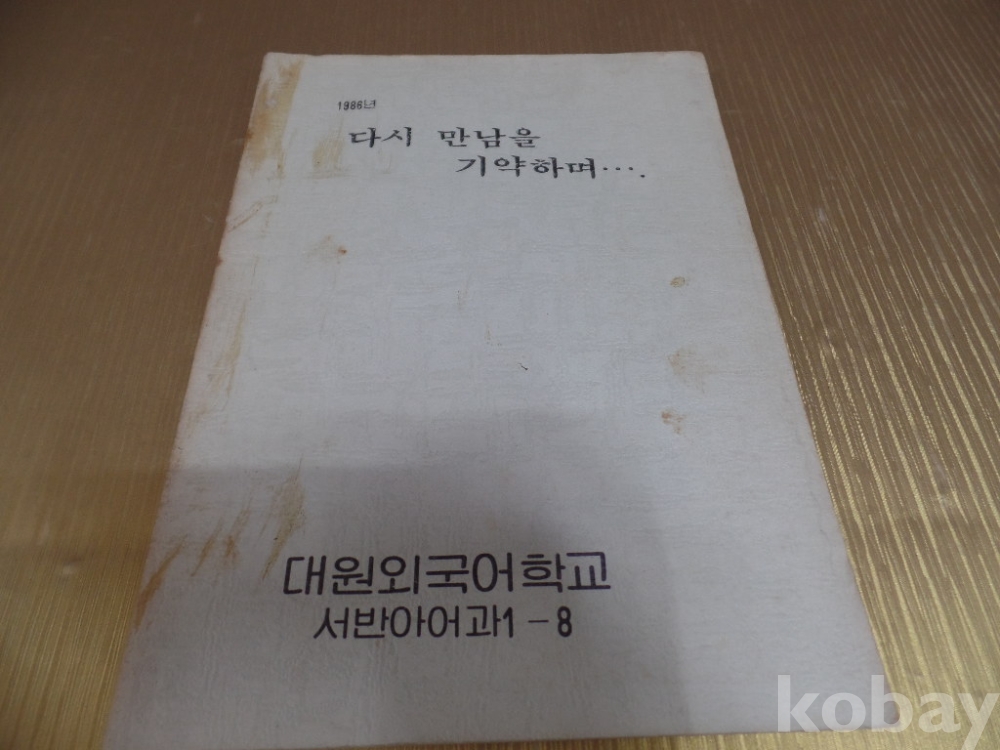 1986년
다시 만남을
기약하며….
대원외국어학교
서반아어과1-8
kobay